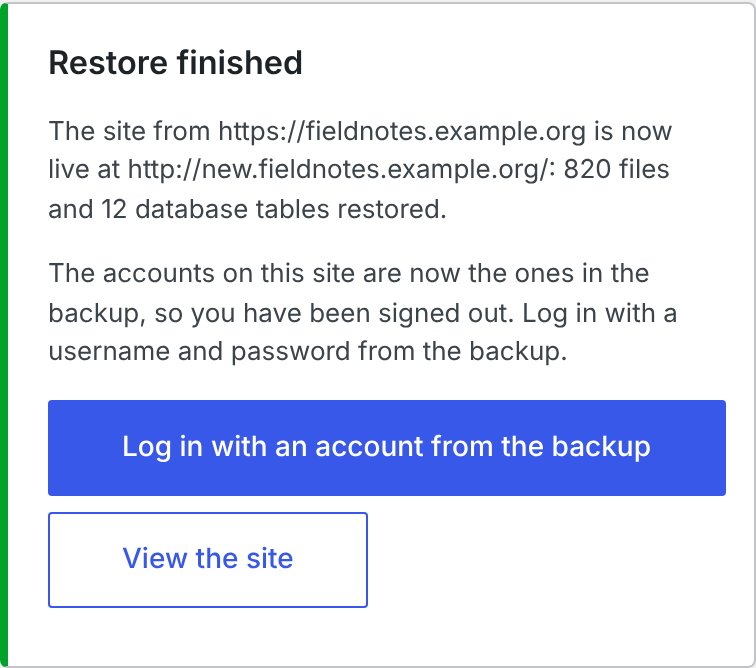 Restore finished
The site from https://fieldnotes.example.org is now
live at http://new.fieldnotes.example.org/: 820 files
and 12 database tables restored.
The accounts on this site are now the ones in the
backup, so you have been signed out. Log in with a
username and password from the backup.
Log in with an account from the backup
View the site